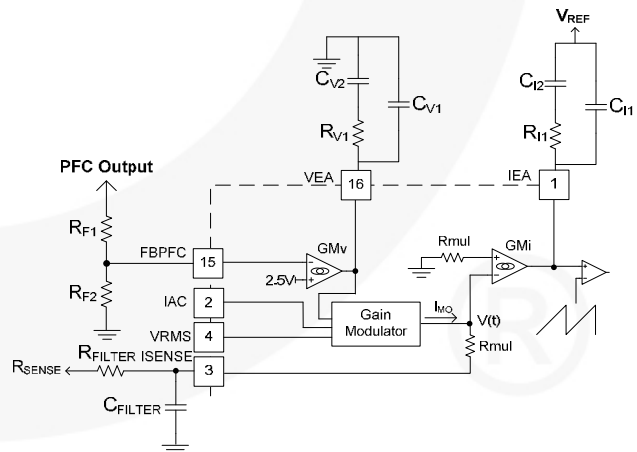 VREF
CV2
CV1
CI2
CI1
RV1
RI1
PFC Output
VEA
16
IEA
1
RF1
FBPFC
15
GMv
Rmul
GMi
2.5V
RF2
IAC
2
Gain
Modulator
IMO
V(t)
VRMS
4
Rmul
RFILTER
ISENSE
RSENSE
3
CFILTER
R